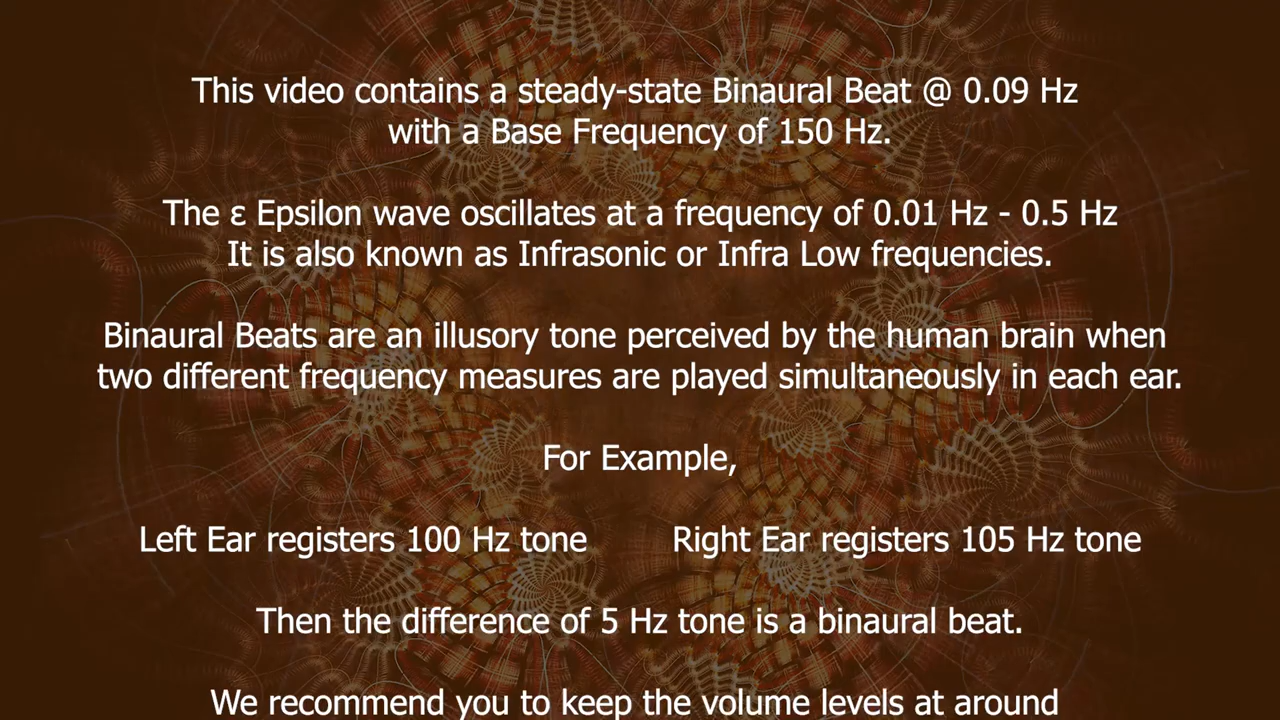 This video contains a steady-state Binaural Beat @ 0.09 Hz
with a Base Frequency of 150 Hz.
The ε Epsilon wave oscillates at a frequency of 0.01 Hz - 0.5 Hz
It is also known as Infrasonic or Infra Low frequencies.
Binaural Beats are an illusory tone perceived by the human brain when
two different frequency measures are played simultaneously in each ear.
For Example,
Left Ear registers 100 Hz tone Right Ear registers 105 Hz tone
Then the difference of 5 Hz tone is a binaural beat.
We recommend you to keep the volume levels at around